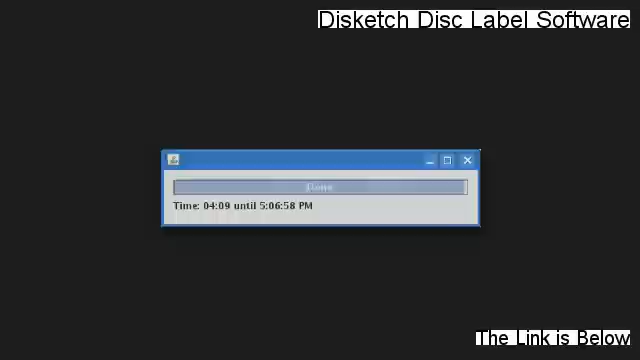 Disketch Disc Label Software
Done
Time: 04:09 until 5:06:58 PM
The Link is Below